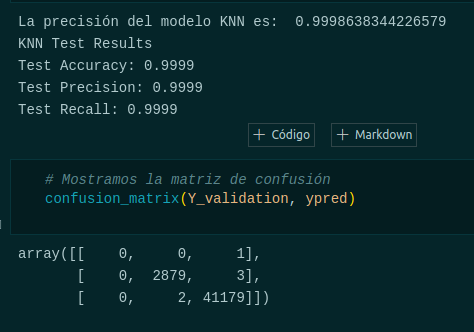 La precisión del modelo KNN es:  0.9998638344226579
KNN Test Results
Test Accuracy: 0.9999
Test Precision: 0.9999
Test Recall: 0.9999
+ Código + Markdown
# Mostramos la matriz de confusión
confusion_matrix(Y_validation, ypred)
array([[    0,     0,     1],
       [    0,  2879,     3],
       [    0,     2, 41179]])